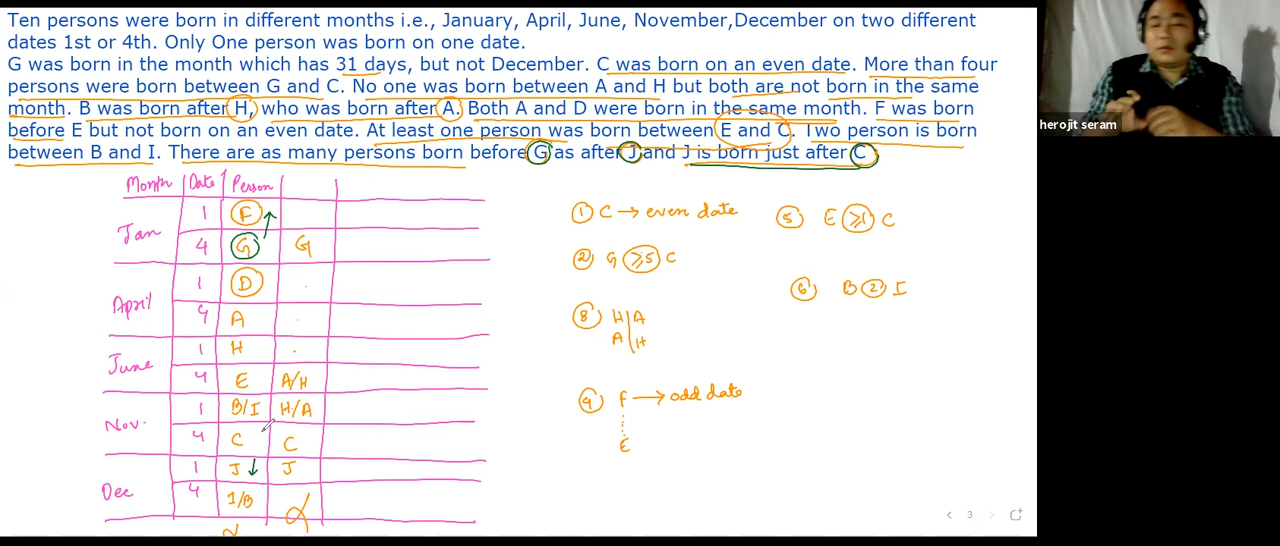 Ten persons were born in different months i.e., January, April, June, November,December on two different
dates 1st or 4th. Only One person was born on one date.
G was born in the month which has 31 days, but not December. C was born on an even date. More than four
persons were born between G and C. No one was born between A and H but both are not born in the same
month. B was born after H, who was born after A. Both A and D were born in the same month. F was born
before E but not born on an even date. At least one person was born between E and C. Two person is born
between B and I. There are as many persons born before G as after J and J is born just after C
herojit seram
Month Date Person
Jan 1 F
4 G G
April 1 D
4 A
June 1 H
4 E A/H
Nov. 1 B/I H/A
4 C C
Dec 1 J J
4 I/B
① C → even date
② G ≥5 C
⑧ H/A
A/H
④ F → odd date
E
⑤ E ≥1 C
⑥ B ② I
3